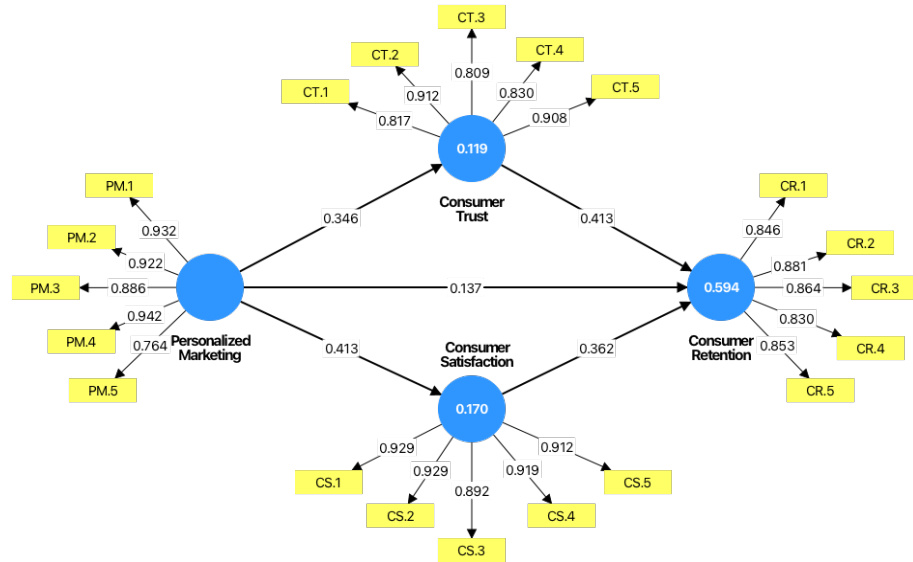 CT.3
CT.2
CT.4
CT.1
CT.5
0.809
0.912
0.830
0.817
0.908
0.119
Consumer
Trust
PM.1
PM.2
PM.3
PM.4
PM.5
0.932
0.922
0.886
0.942
0.764
Personalized
Marketing
0.346
0.137
0.413
0.413
0.362
CR.1
CR.2
CR.3
CR.4
CR.5
0.846
0.881
0.864
0.830
0.853
0.594
Consumer
Retention
Consumer
Satisfaction
0.170
0.929
0.929
0.892
0.919
0.912
CS.1
CS.2
CS.3
CS.4
CS.5